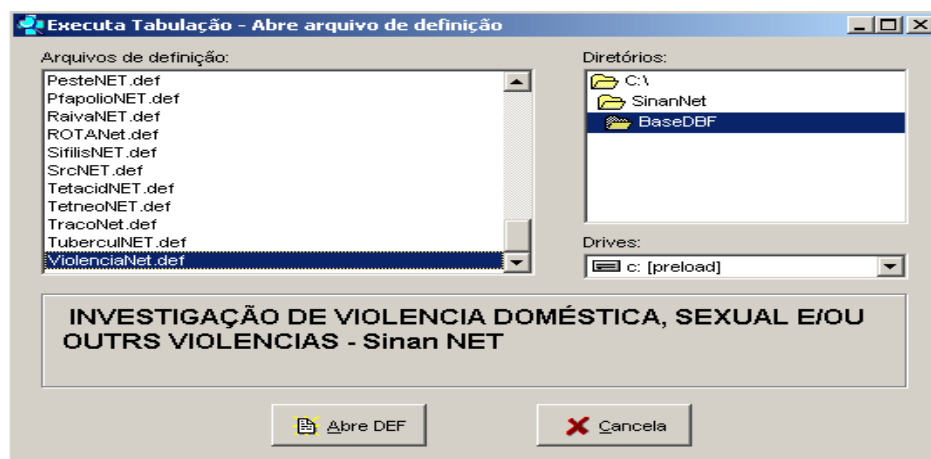 Executa Tabulação - Abre arquivo de definição
Arquivos de definição:
PesteNET.def
PfapolioNET.def
RaivaNET.def
ROTANet.def
SifilisNET.def
SrcNET.def
TetacidNET.def
TetneoNET.def
TracoNet.def
TuberculNET.def
ViolenciaNet.def
Diretórios:
C:\
SinanNet
BaseDBF
Drives:
c: [preload]
INVESTIGAÇÃO DE VIOLENCIA DOMÉSTICA, SEXUAL E/OU
OUTRS VIOLENCIAS - Sinan NET
Abre DEF
Cancela